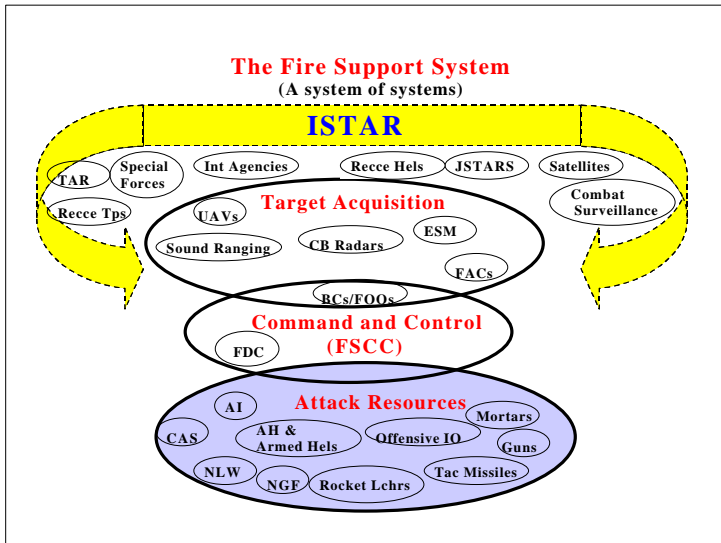 The Fire Support System
(A system of systems)
ISTAR
TAR
Special
Forces
Int Agencies
Recce Hels
JSTARS
Satellites
Recce Tps
Combat
Surveillance
Target Acquisition
UAVs
Sound Ranging
CB Radars
ESM
FACs
BCs/FOOs
Command and Control
(FSCC)
FDC
Attack Resources
AI
Mortars
CAS
AH &
Armed Hels
Offensive IO
Guns
NLW
NGF
Rocket Lchrs
Tac Missiles